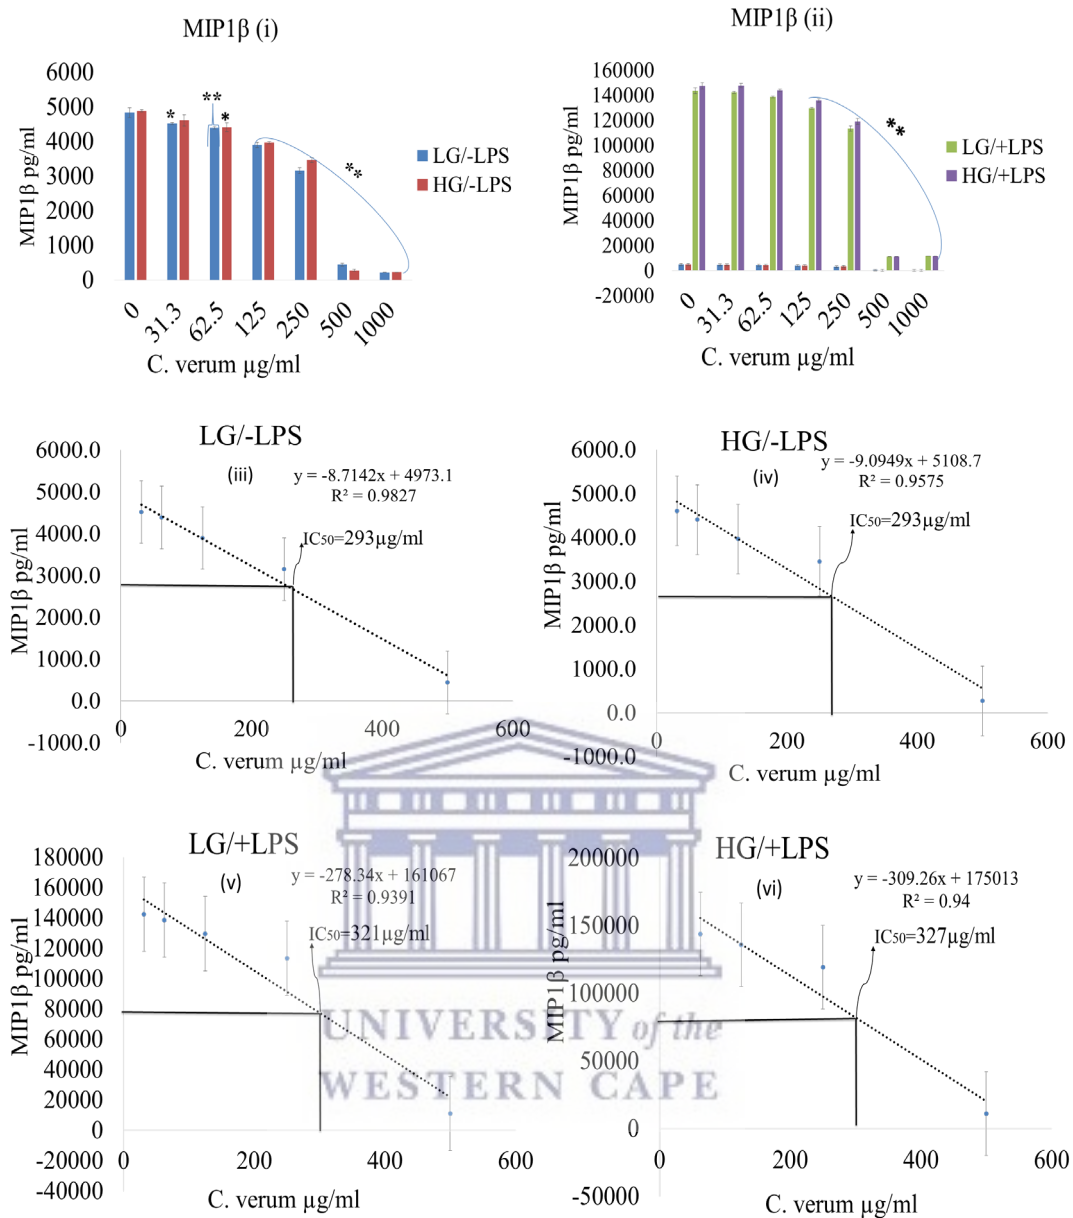 MIP1β (i)
MIP1β pg/ml
6000
5000
4000
3000
2000
1000
0
*
**
*
**
LG/-LPS
HG/-LPS
0 31.3 62.5 125 250 500 1000
C. verum µg/ml
MIP1β (ii)
MIP1β pg/ml
160000
140000
120000
100000
80000
60000
40000
20000
0
-20000
**
LG/+LPS
HG/+LPS
0 31.3 62.5 125 250 500 1000
C. verum µg/ml
LG/-LPS
(iii)
y = -8.7142x + 4973.1
R² = 0.9827
IC50=293µg/ml
MIP1β pg/ml
6000.0
5000.0
4000.0
3000.0
2000.0
1000.0
0.0
-1000.0
0 200 400 600
C. verum µg/ml
HG/-LPS
(iv)
y = -9.0949x + 5108.7
R² = 0.9575
IC50=293µg/ml
MIP1β pg/ml
6000.0
5000.0
4000.0
3000.0
2000.0
1000.0
0.0
-1000.0
0 200 400 600
C. verum µg/ml
LG/+LPS
(v)
y = -278.34x + 161067
R² = 0.9391
IC50=321µg/ml
MIP1β pg/ml
180000
160000
140000
120000
100000
80000
60000
40000
20000
0
-20000
-40000
0 200 400 600
C. verum µg/ml
HG/+LPS
(vi)
y = -309.26x + 175013
R² = 0.94
IC50=327µg/ml
MIP1β pg/ml
200000
150000
100000
50000
0
-50000
0 200 400 600
C. verum µg/ml
UNIVERSITY of the
WESTERN CAPE